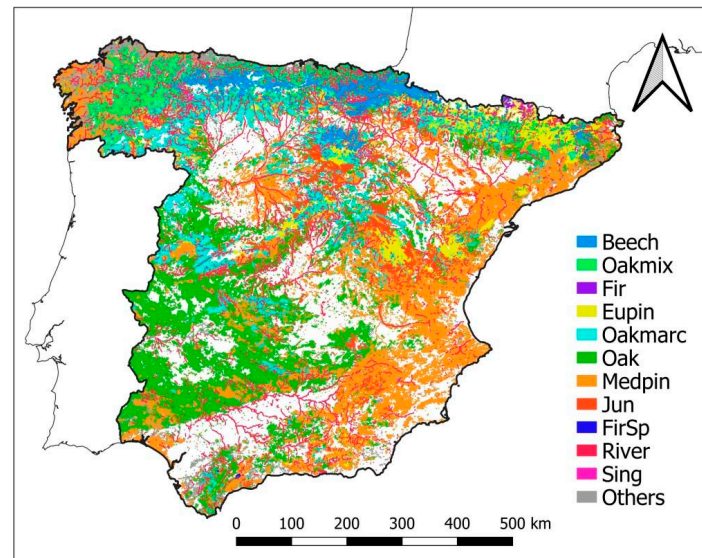 Beech
Oakmix
Fir
Eupin
Oakmarc
Oak
Medpin
Jun
FirSp
River
Sing
Others
0 100 200 300 400 500 km